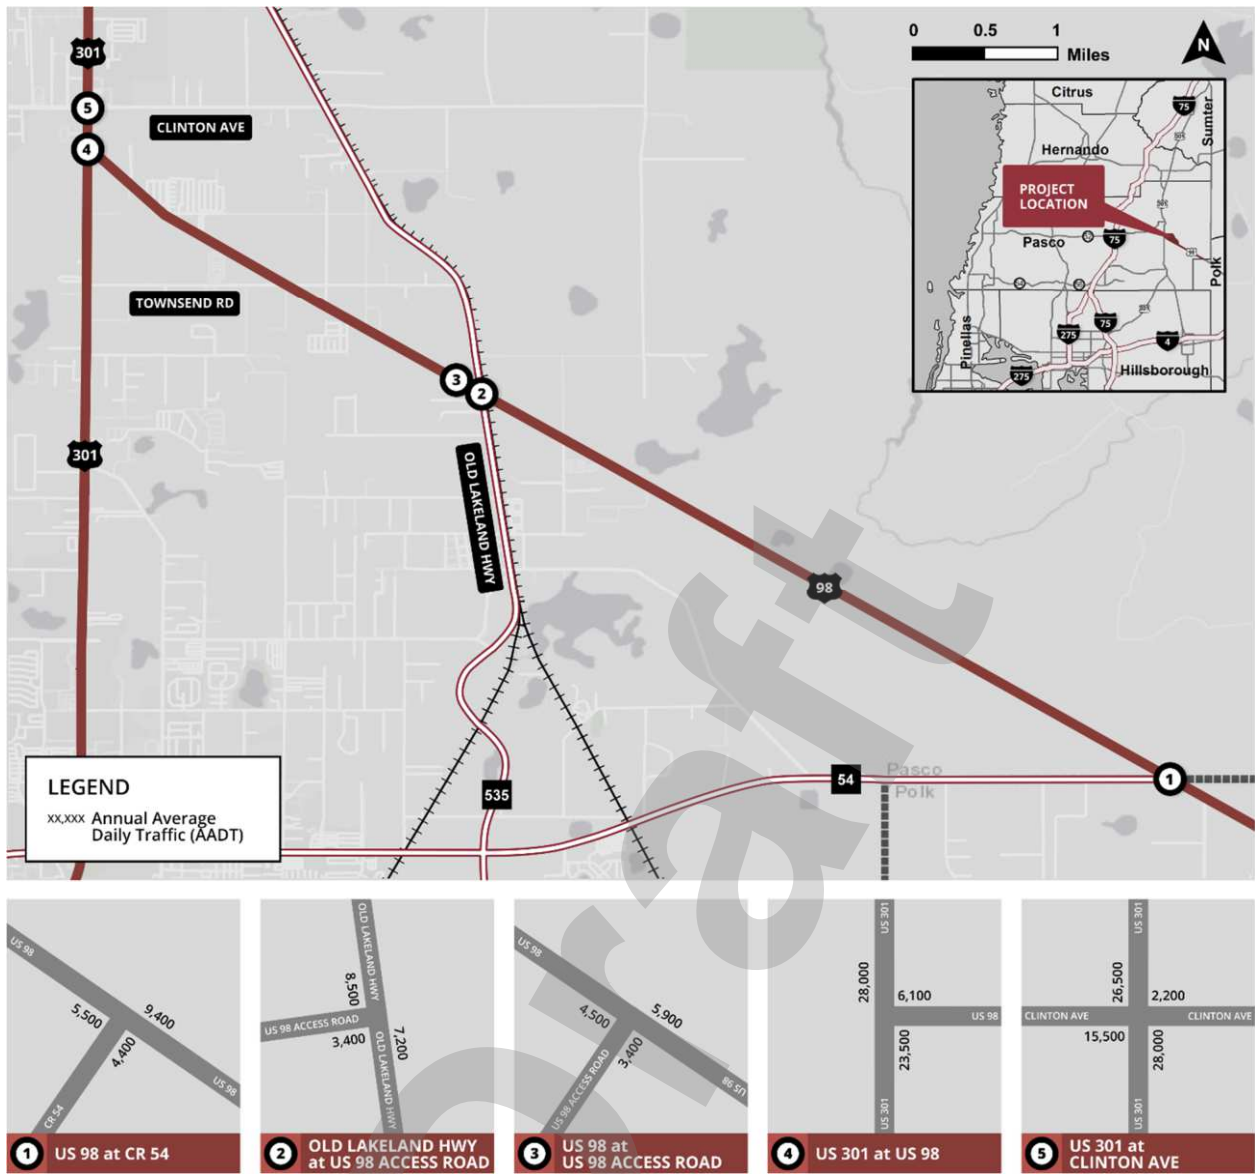 0 0.5 1
Miles
N
301
5
4
CLINTON AVE
TOWNSEND RD
3
2
301
OLD LAKELAND HWY
98
1
54
535
Pasco
Polk
Citrus
Sumter
75
Hernando
PROJECT
LOCATION
Pasco
75
Polk
Pinellas
275
75
4
275
Hillsborough
LEGEND
xx,xxx Annual Average
Daily Traffic (AADT)
Draft
US 98
5,500
9,400
4,400
CR 54
US 98
1 US 98 at CR 54
OLD LAKELAND HWY
8,500
US 98 ACCESS ROAD
3,400
7,200
OLD LAKELAND HWY
2 OLD LAKELAND HWY
at US 98 ACCESS ROAD
US 98
4,500
5,900
3,400
US 98 ACCESS ROAD
US 98
3 US 98 at
US 98 ACCESS ROAD
US 301
28,000
6,100
US 98
23,500
US 301
4 US 301 at US 98
US 301
26,500
2,200
CLINTON AVE
CLINTON AVE
15,500
28,000
US 301
5 US 301 at
CLINTON AVE